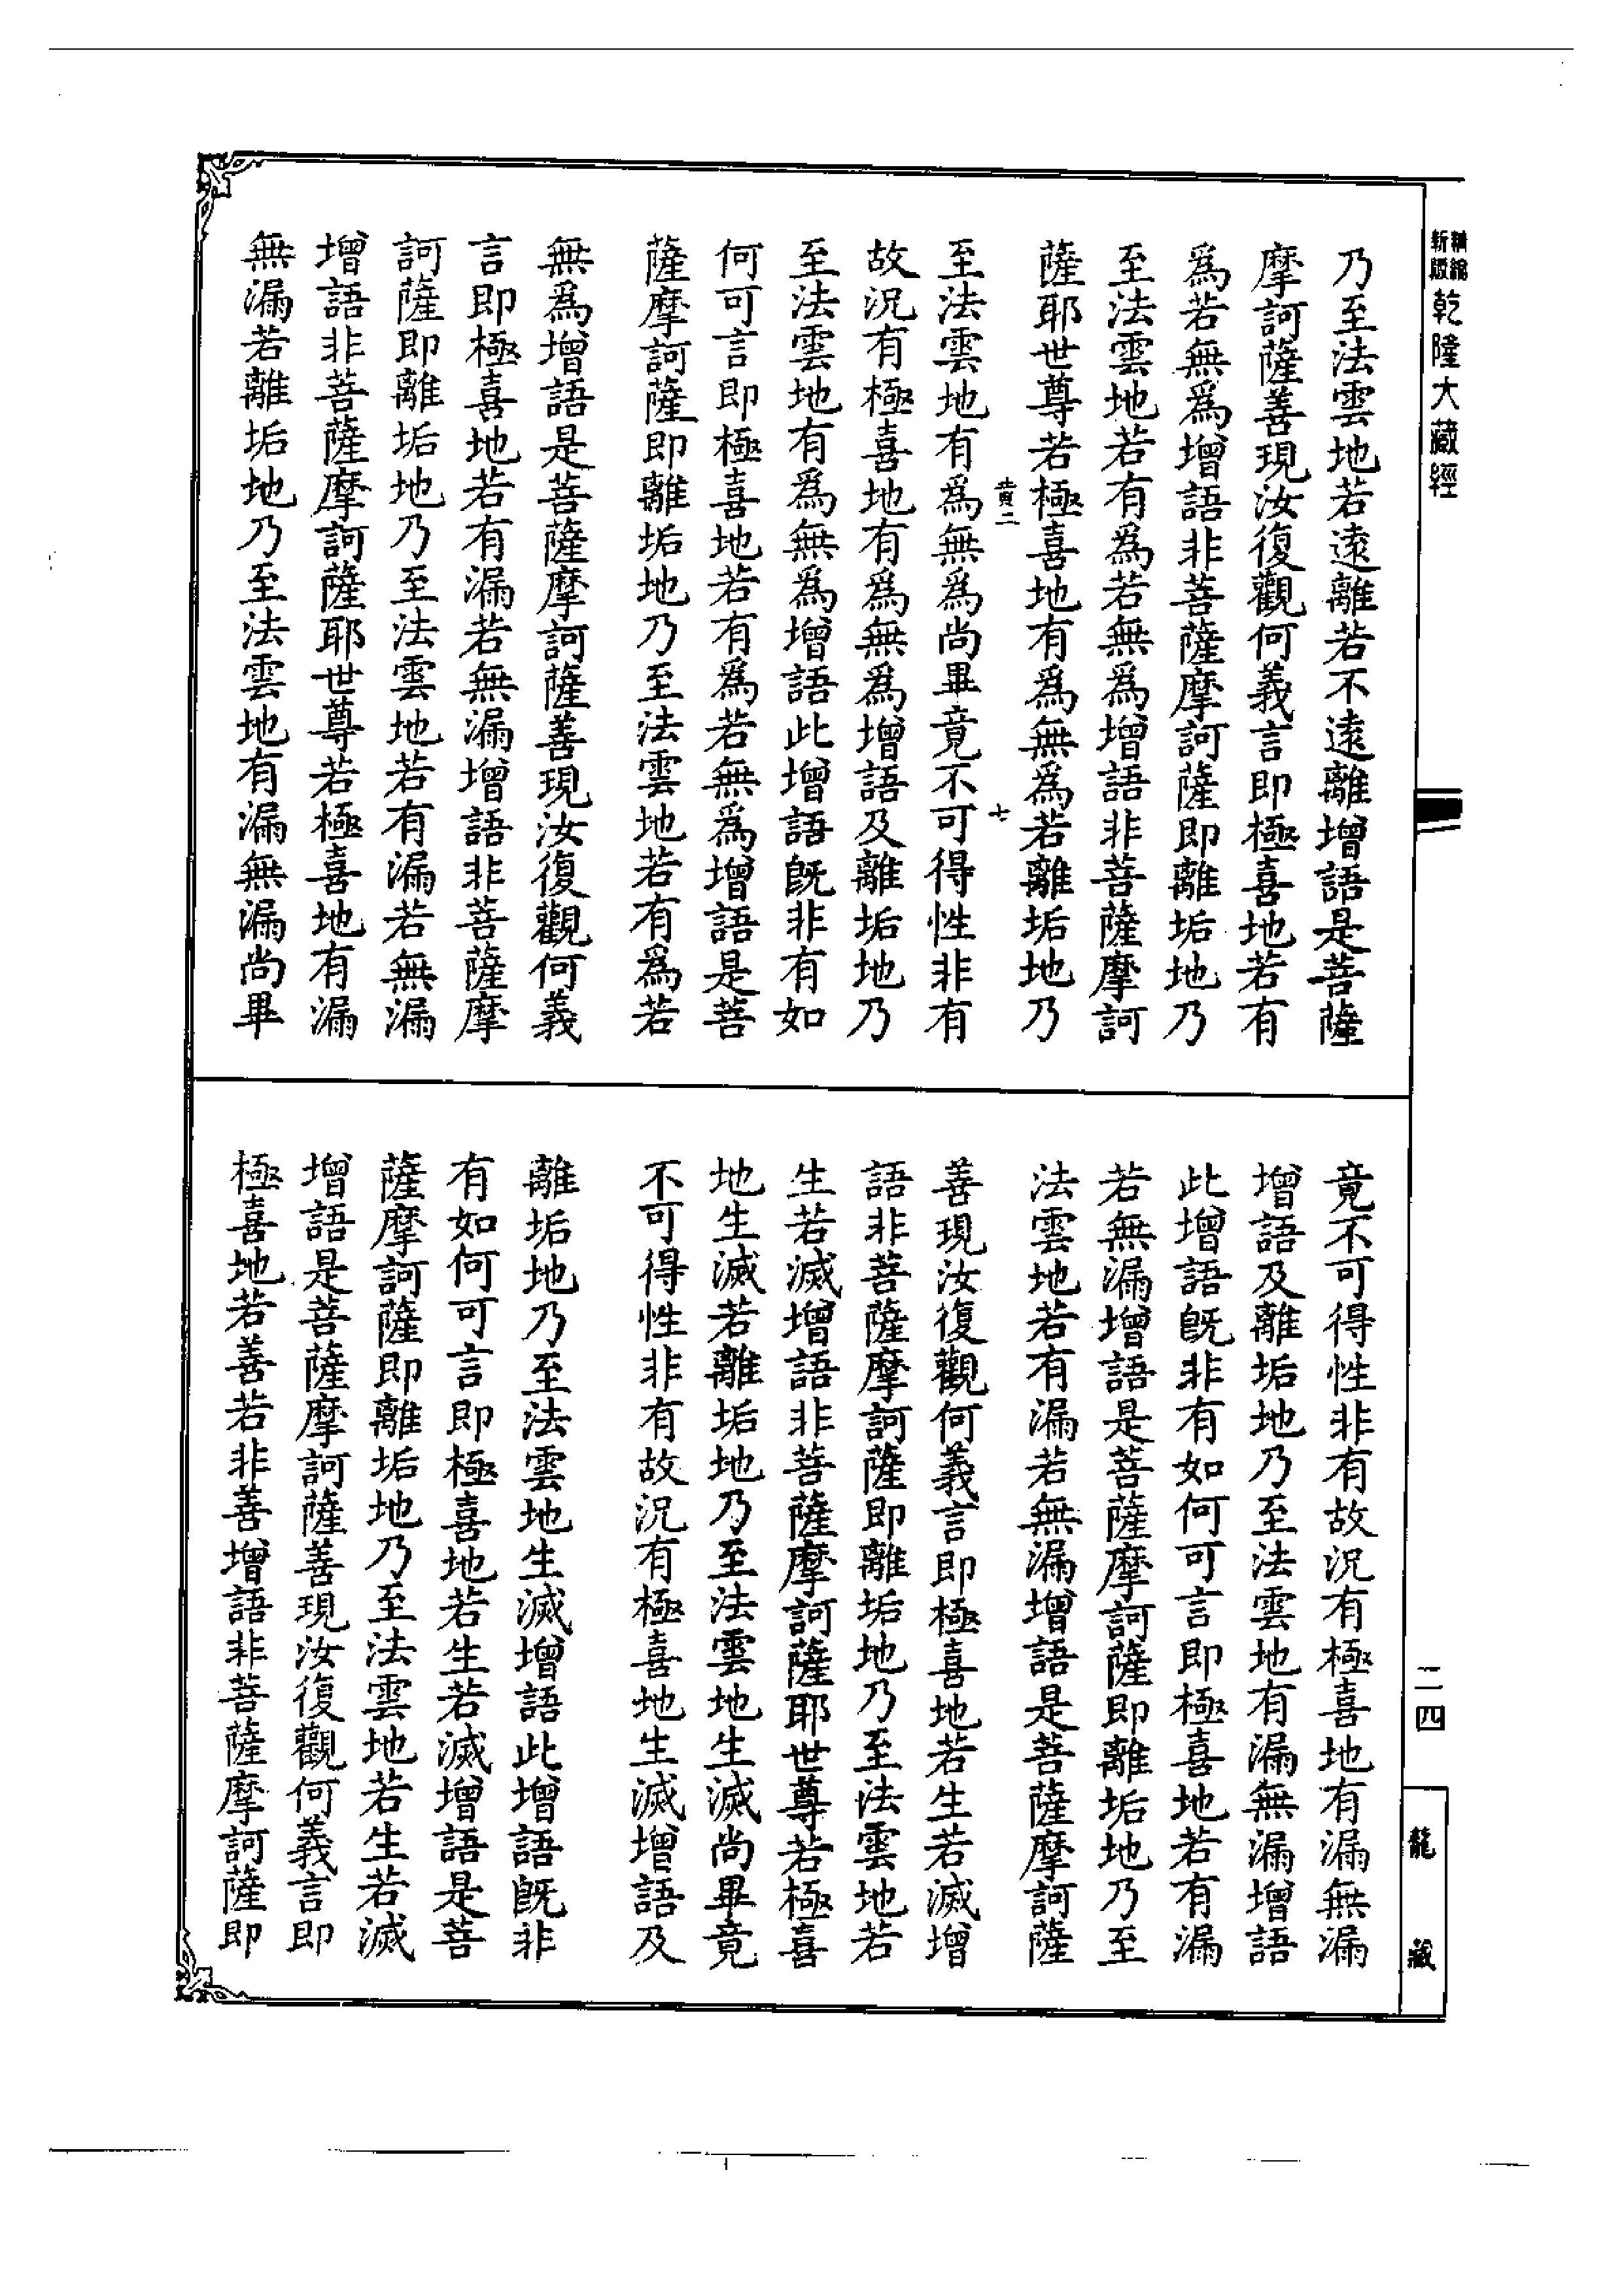 新編
新版
乾隆大藏經
乃至法雲地若遠離若不遠離增語是菩薩
摩訶薩善現汝復觀何義言即極喜地若有
爲若無爲增語非菩薩摩訶薩即離垢地乃
至法雲地若有爲若無爲增語非菩薩摩訶
薩耶世尊若極喜地有爲無爲若離垢地乃
七
至法雲地有爲無爲尚畢竟不可得性非有
故況有極喜地有爲無爲增語及離垢地乃
至法雲地有爲無爲增語此增語既非有如
何可言即極喜地若有爲若無爲增語是菩
薩摩訶薩即離垢地乃至法雲地若有爲若
無爲增語是菩薩摩訶薩善現汝復觀何義
言即極喜地若有漏若無漏增語非菩薩摩
訶薩即離垢地乃至法雲地若有漏若無漏
增語非菩薩摩訶薩耶世尊若極喜地有漏
無漏若離垢地乃至法雲地有漏無漏尚畢
竟不可得性非有故況有極喜地有漏無漏
增語及離垢地乃至法雲地有漏無漏增語
此增語既非有如何可言即極喜地若有漏
若無漏增語是菩薩摩訶薩即離垢地乃至
法雲地若有漏若無漏增語是菩薩摩訶薩
善現汝復觀何義言即極喜地若生若滅增
語非菩薩摩訶薩即離垢地乃至法雲地若
生若滅增語非菩薩摩訶薩耶世尊若極喜
地生滅若離垢地乃至法雲地生滅尚畢竟
不可得性非有故況有極喜地生滅增語及
離垢地乃至法雲地生滅增語此增語既非
有如何可言即極喜地若生若滅增語是菩
薩摩訶薩即離垢地乃至法雲地若生若滅
增語是菩薩摩訶薩善現汝復觀何義言即
極喜地若善若非善增語非菩薩摩訶薩即
二四
龍藏